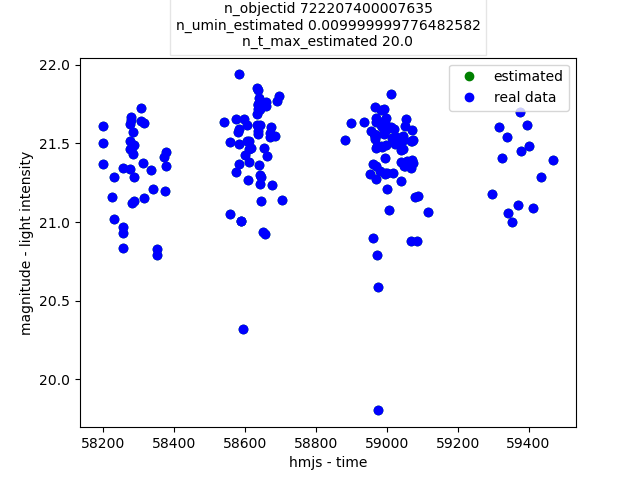 n_objectid 722207400007635
n_umin_estimated 0.009999999776482582
n_t_max_estimated 20.0
estimated
real data
magnitude - light intensity
22.0
21.5
21.0
20.5
20.0
58200 58400 58600 58800 59000 59200 59400
hmjs - time